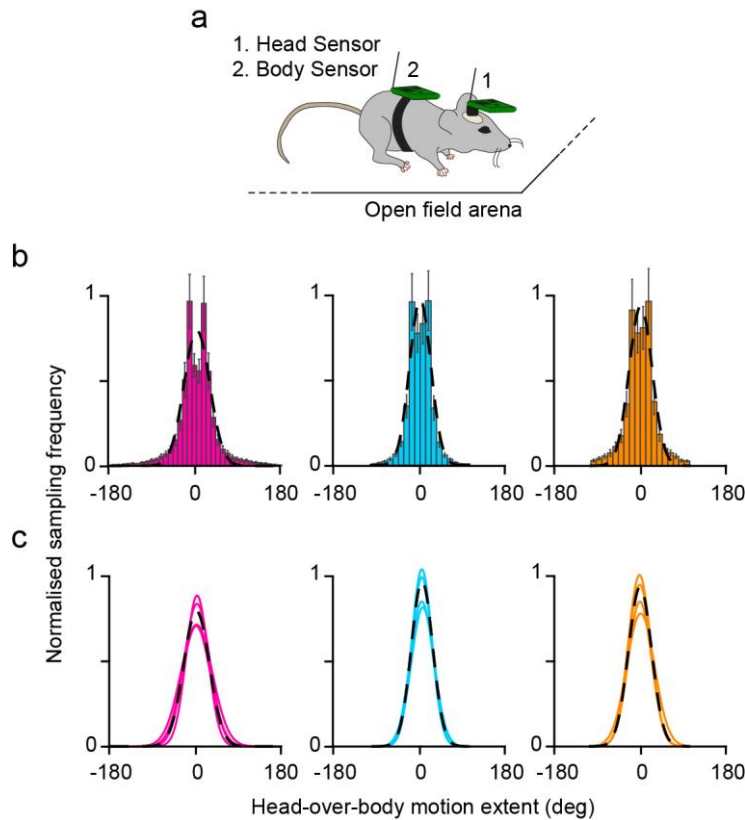 a
1. Head Sensor
2. Body Sensor
2
1
Open field arena
b
Normalised sampling frequency
1
0
-180 0 180
1
0
-180 0 180
1
0
-180 0 180
c
1
0
-180 0 180
1
0
-180 0 180
1
0
-180 0 180
Head-over-body motion extent (deg)